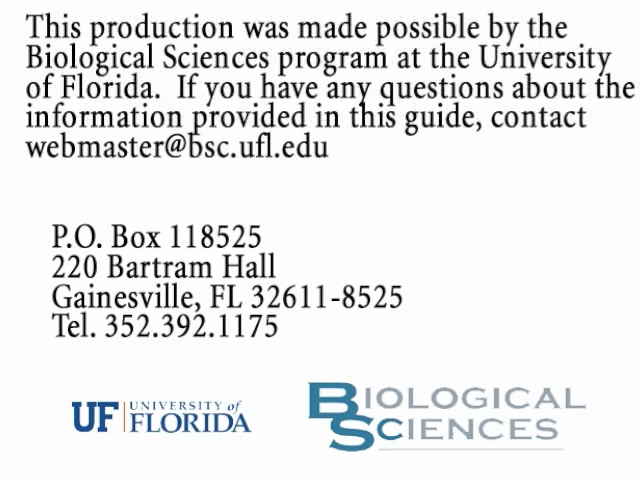 This production was made possible by the
Biological Sciences program at the University
of Florida.  If you have any questions about the
information provided in this guide, contact
webmaster@bsc.ufl.edu
P.O. Box 118525
220 Bartram Hall
Gainesville, FL 32611-8525
Tel. 352.392.1175
UF UNIVERSITY of
FLORIDA
BIOLOGICAL
SCIENCES